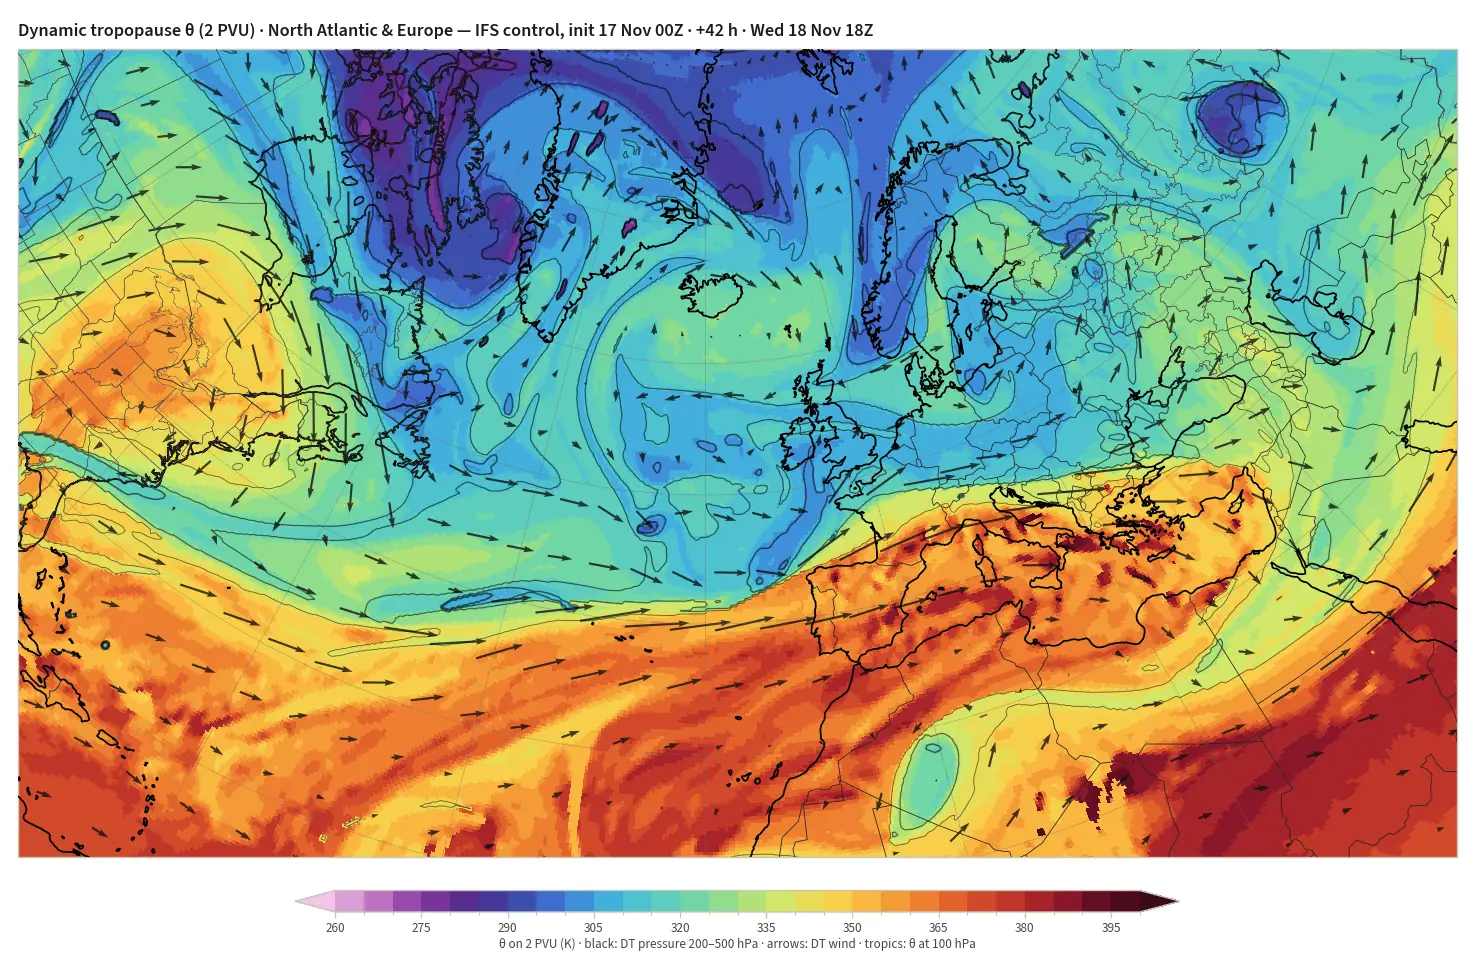 Dynamic tropopause θ (2 PVU) · North Atlantic & Europe — IFS control, init 17 Nov 00Z · +42 h · Wed 18 Nov 18Z
260 275 290 305 320 335 350 365 380 395
θ on 2 PVU (K) · black: DT pressure 200–500 hPa · arrows: DT wind · tropics: θ at 100 hPa